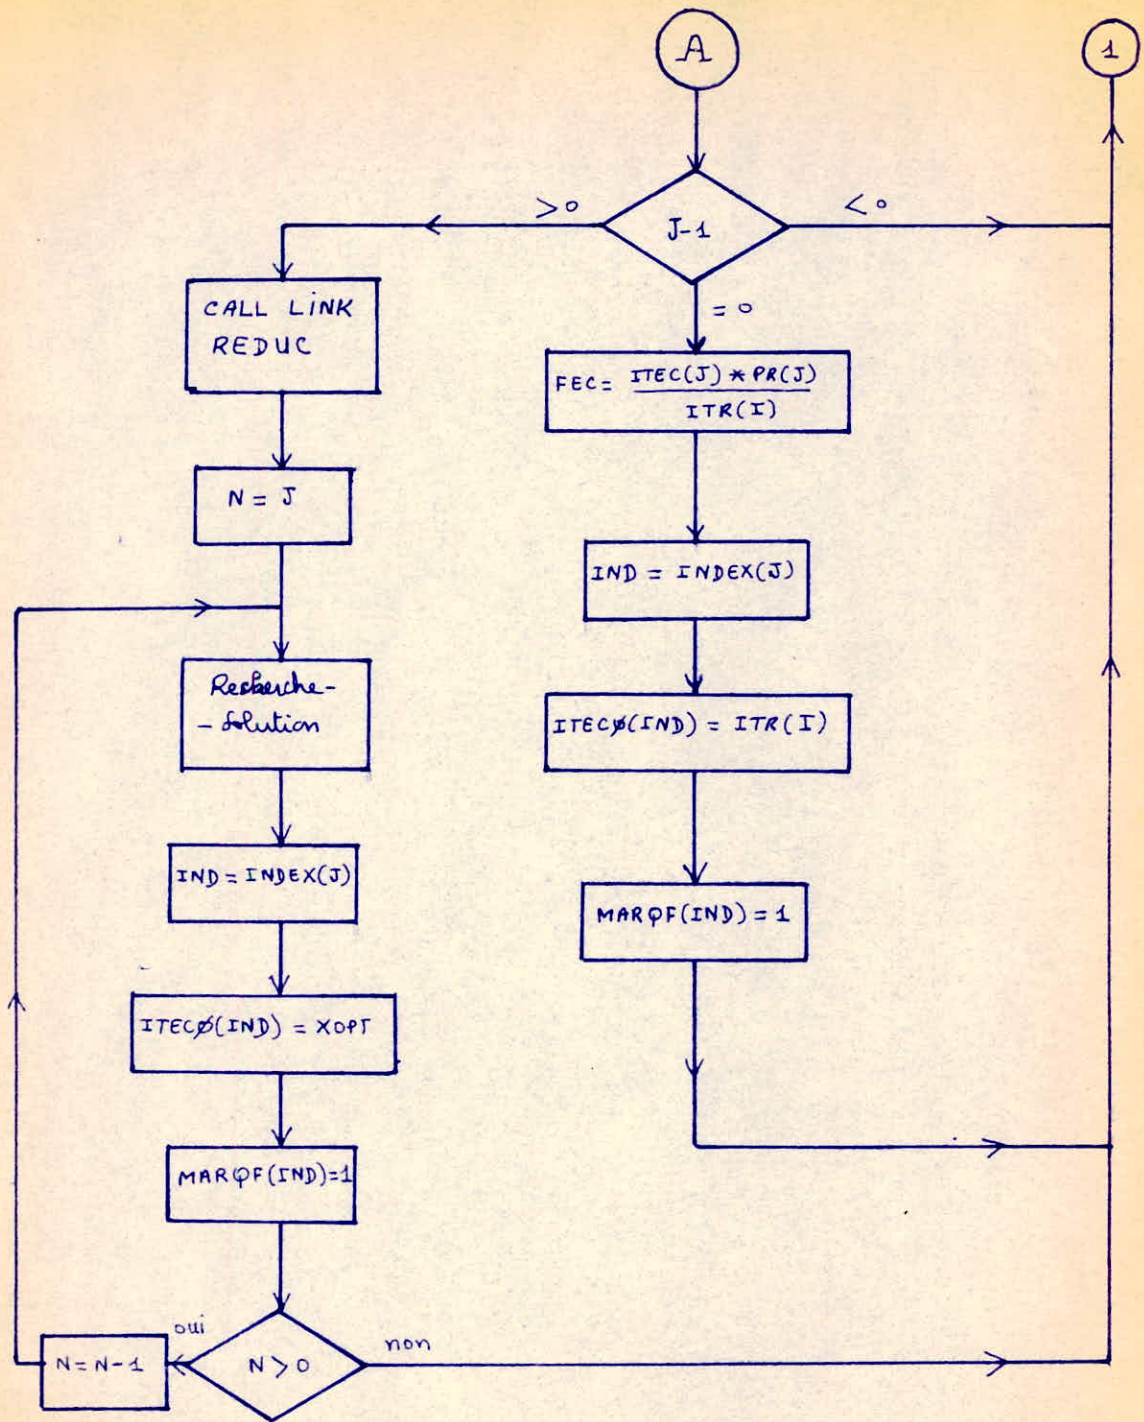 A
1
J-1
>0
<0
=0
CALL LINK
REDUC
FEC= ITEC(J) * PR(J)
ITR(I)
N = J
IND = INDEX(J)
Recherche-
- Solution
ITECØ(IND) = ITR(I)
IND = INDEX(J)
MARQF(IND) = 1
ITECØ(IND) = XOPT
MARQF(IND)=1
oui
non
N=N-1
N>0